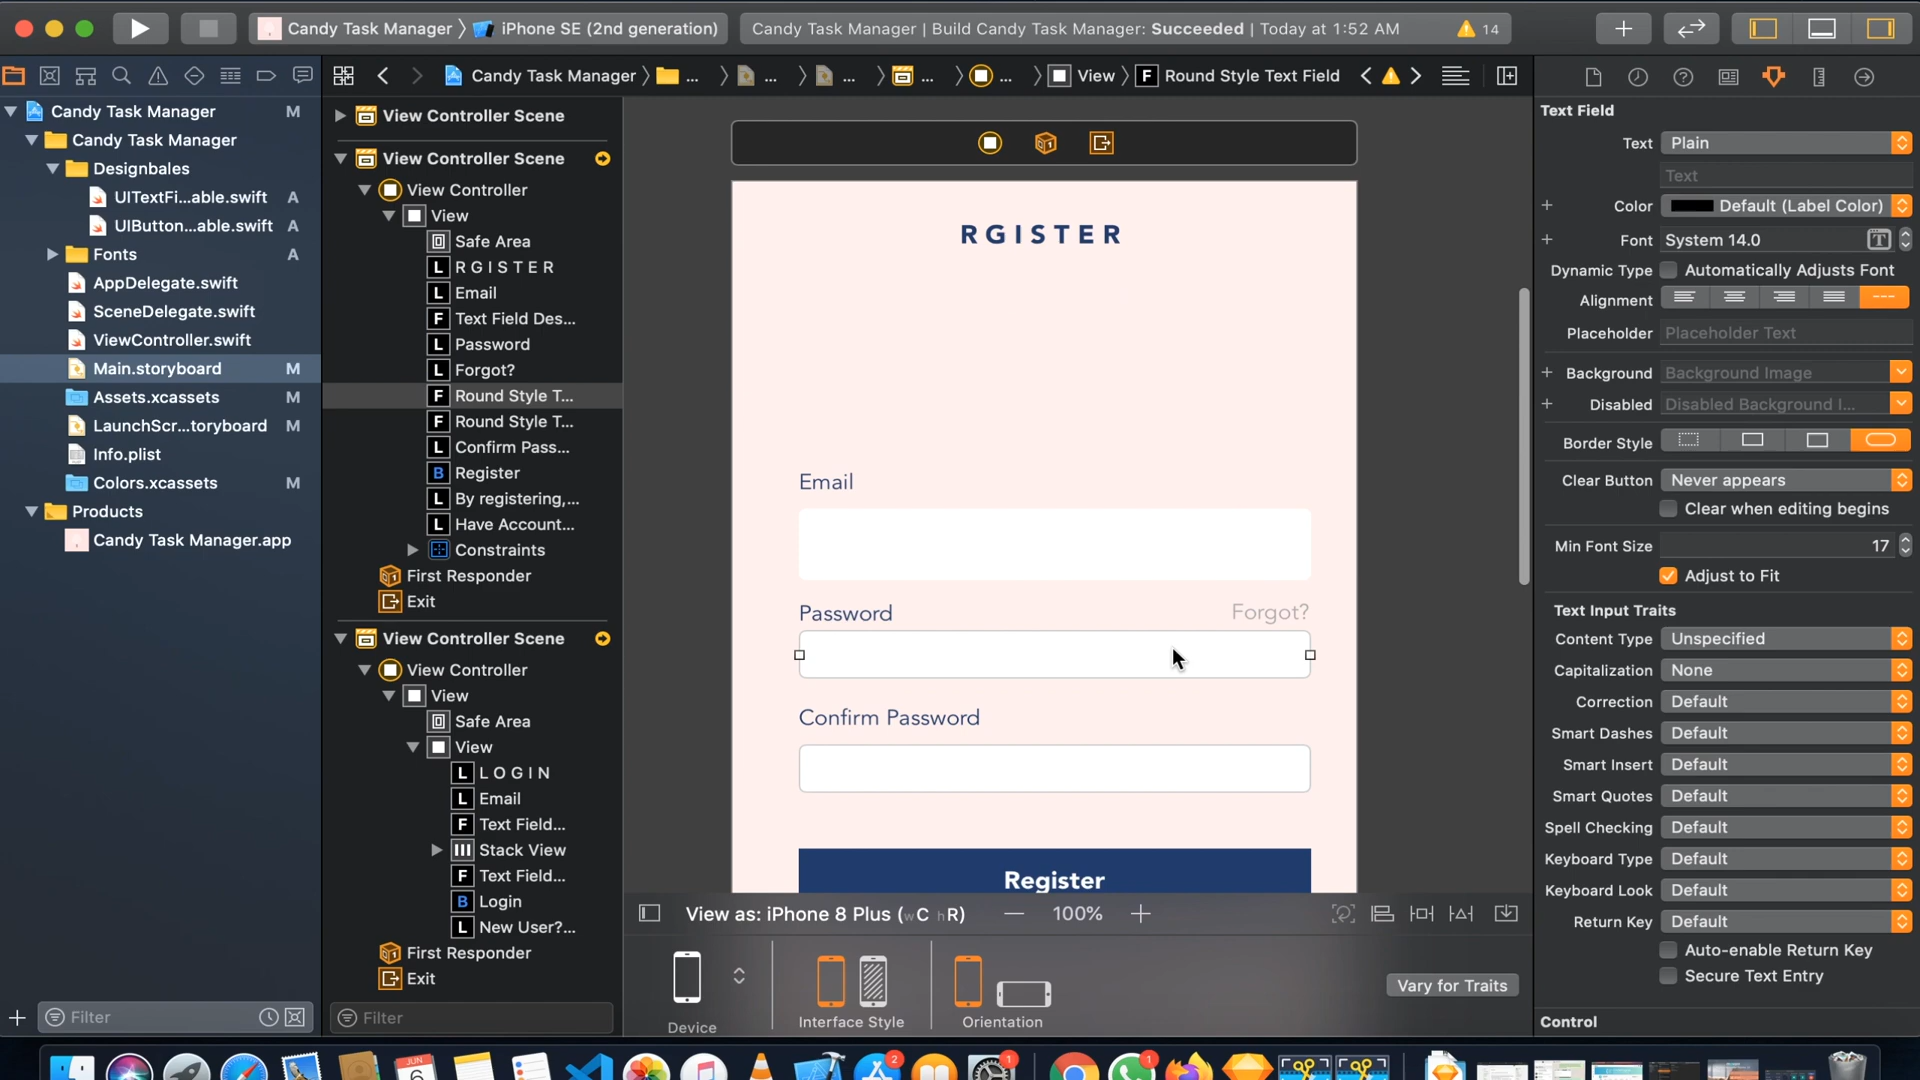 Candy Task Manager
iPhone SE (2nd generation)
Candy Task Manager | Build Candy Task Manager: Succeeded | Today at 1:52 AM
14
Candy Task Manager
...
...
...
...
...
View
F
Round Style Text Field
Candy Task Manager
M
Candy Task Manager
Designbales
UITextFi...able.swift
A
UIButton...able.swift
A
Fonts
A
AppDelegate.swift
SceneDelegate.swift
ViewController.swift
Main.storyboard
M
Assets.xcassets
M
LaunchScr...toryboard
M
Info.plist
Colors.xcassets
M
Products
Candy Task Manager.app
Filter
View Controller Scene
View Controller Scene
View Controller
View
Safe Area
L R G I S T E R
L Email
F Text Field Des...
L Password
L Forgot?
F Round Style T...
F Round Style T...
L Confirm Pass...
B Register
L By registering,...
L Have Account...
Constraints
First Responder
Exit
View Controller Scene
View Controller
View
Safe Area
View
L L O G I N
L Email
F Text Field...
Stack View
F Text Field...
B Login
L New User?...
First Responder
Exit
Filter
R G I S T E R
Email
Password
Forgot?
Confirm Password
Register
View as: iPhone 8 Plus (wC hR)
100%
Device
Interface Style
Orientation
Vary for Traits
Text Field
Text Plain
Text
Color Default (Label Color)
Font System 14.0
T
Dynamic Type Automatically Adjusts Font
Alignment
Placeholder Placeholder Text
Background Background Image
Disabled Disabled Background I...
Border Style
Clear Button Never appears
Clear when editing begins
Min Font Size 17
Adjust to Fit
Text Input Traits
Content Type Unspecified
Capitalization None
Correction Default
Smart Dashes Default
Smart Insert Default
Smart Quotes Default
Spell Checking Default
Keyboard Type Default
Keyboard Look Default
Return Key Default
Auto-enable Return Key
Secure Text Entry
Control
JUN
6
2
1
1